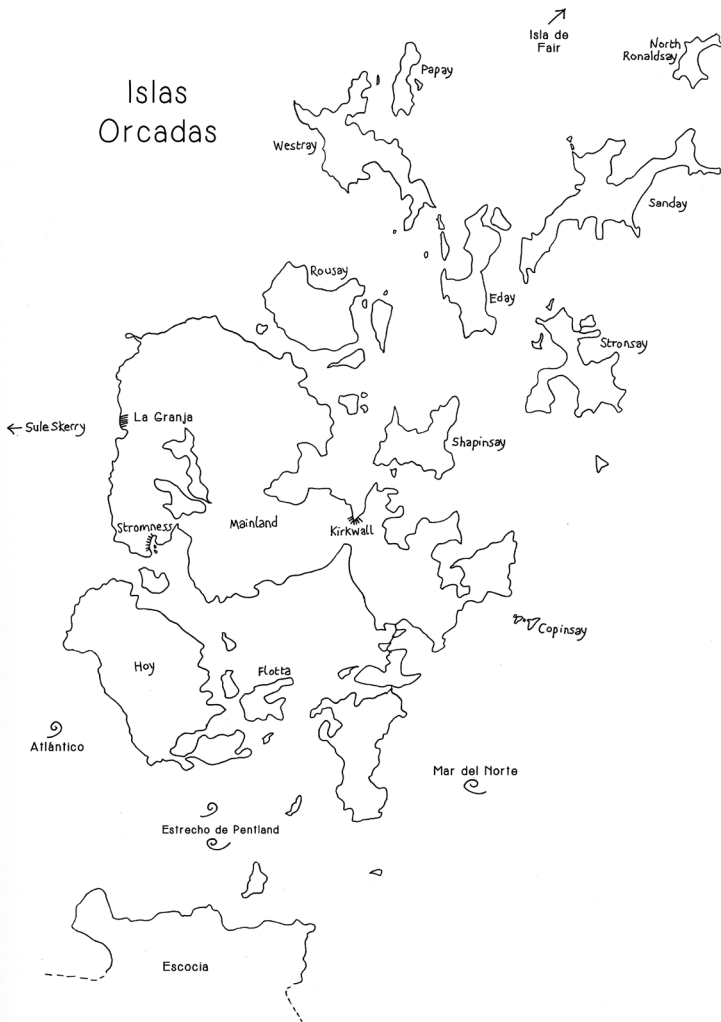 Isla de
Fair
North
Ronaldsay
Papay
Islas
Orcadas
Westray
Sanday
Rousay
Eday
Stronsay
La Granja
Sule Skerry
Shapinsay
Stromness
Mainland
Kirkwall
Copinsay
Hoy
Flotta
Atlántico
Mar del Norte
Estrecho de Pentland
Escocia